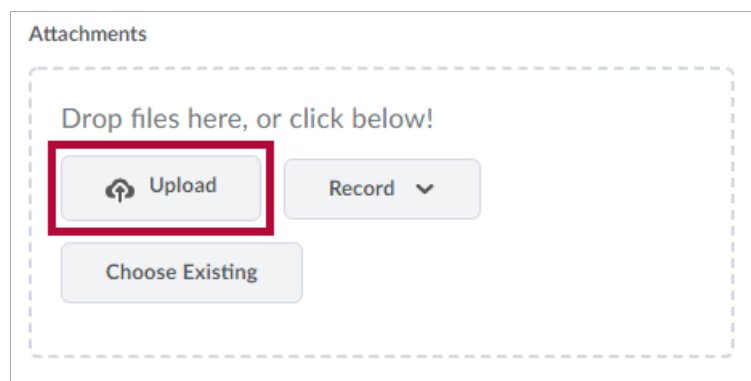 Attachments
Drop files here, or click below!
Upload
Record
Choose Existing